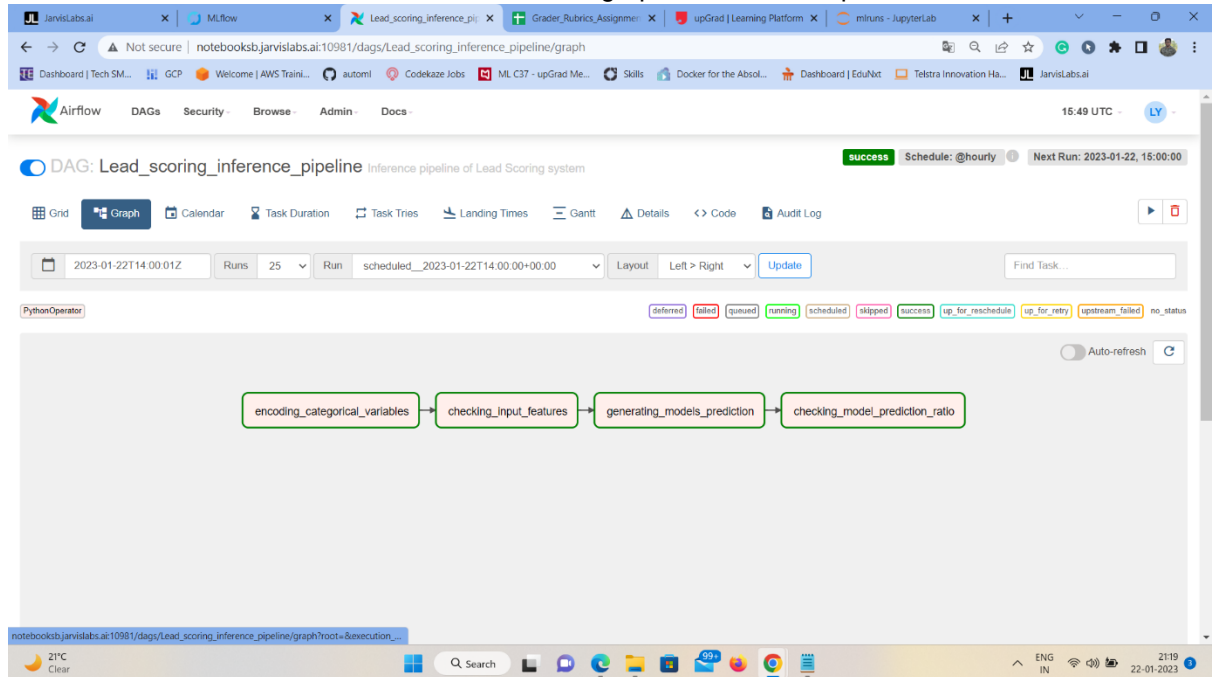 JarvisLabs.ai
MLflow
Lead_scoring_inference_pip
Grader_Rubrics_Assignmen
upGrad | Learning Platform
mlruns - JupyterLab
Not secure | notebooksb.jarvislabs.ai:10981/dags/Lead_scoring_inference_pipeline/graph
Dashboard | Tech SM... GCP Welcome | AWS Traini... automl Codekaze Jobs ML C37 - upGrad Me... Skills Docker for the Absol... Dashboard | EduNxt Telstra Innovation Ha... JarvisLabs.ai
Airflow DAGs Security Browse Admin Docs 15:49 UTC LY
DAG: Lead_scoring_inference_pipeline Inference pipeline of Lead Scoring system
success Schedule: @hourly Next Run: 2023-01-22, 15:00:00
Grid Graph Calendar Task Duration Task Tries Landing Times Gantt Details <> Code Audit Log
2023-01-22T14:00:01Z Runs 25 Run scheduled__2023-01-22T14:00:00+00:00 Layout Left > Right Update Find Task...
PythonOperator deferred failed queued running scheduled skipped success up_for_reschedule up_for_retry upstream_failed no_status
Auto-refresh
encoding_categorical_variables checking_input_features generating_models_prediction checking_model_prediction_ratio
notebooksb.jarvislabs.ai:10981/dags/Lead_scoring_inference_pipeline/graph?root=&execution_...
21°C
Clear
Search
99+
ENG
IN
21:19
22-01-2023
3